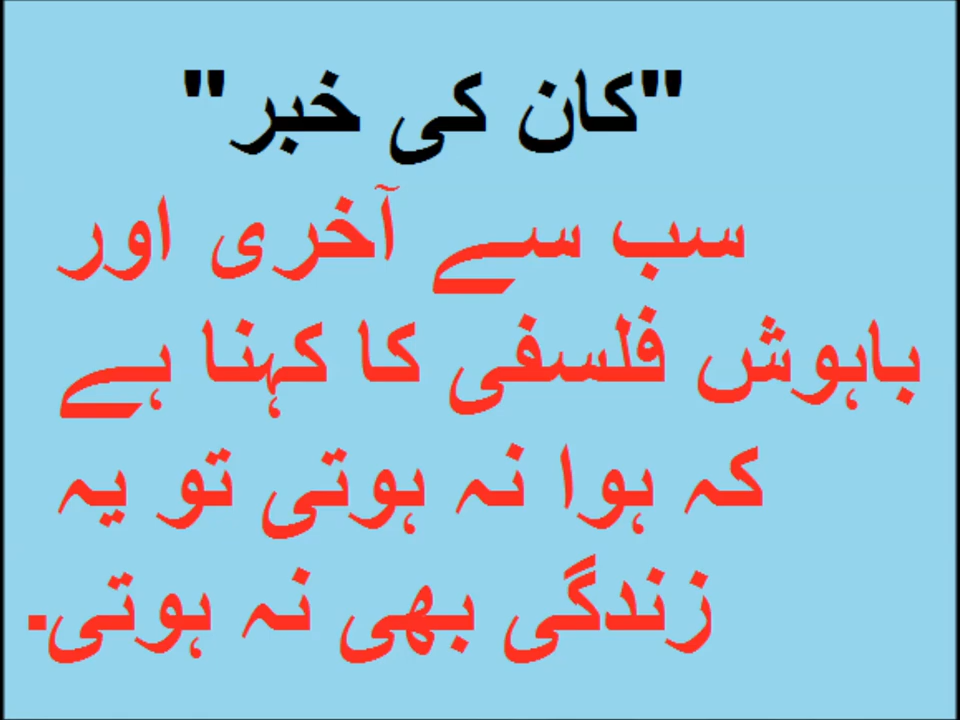 "کان کی خبر"
سب سے آخری اور
باہوش فلسفی کا کہنا ہے
کہ ہوا نہ ہوتی تو یہ
زندگی بھی نہ ہوتی۔